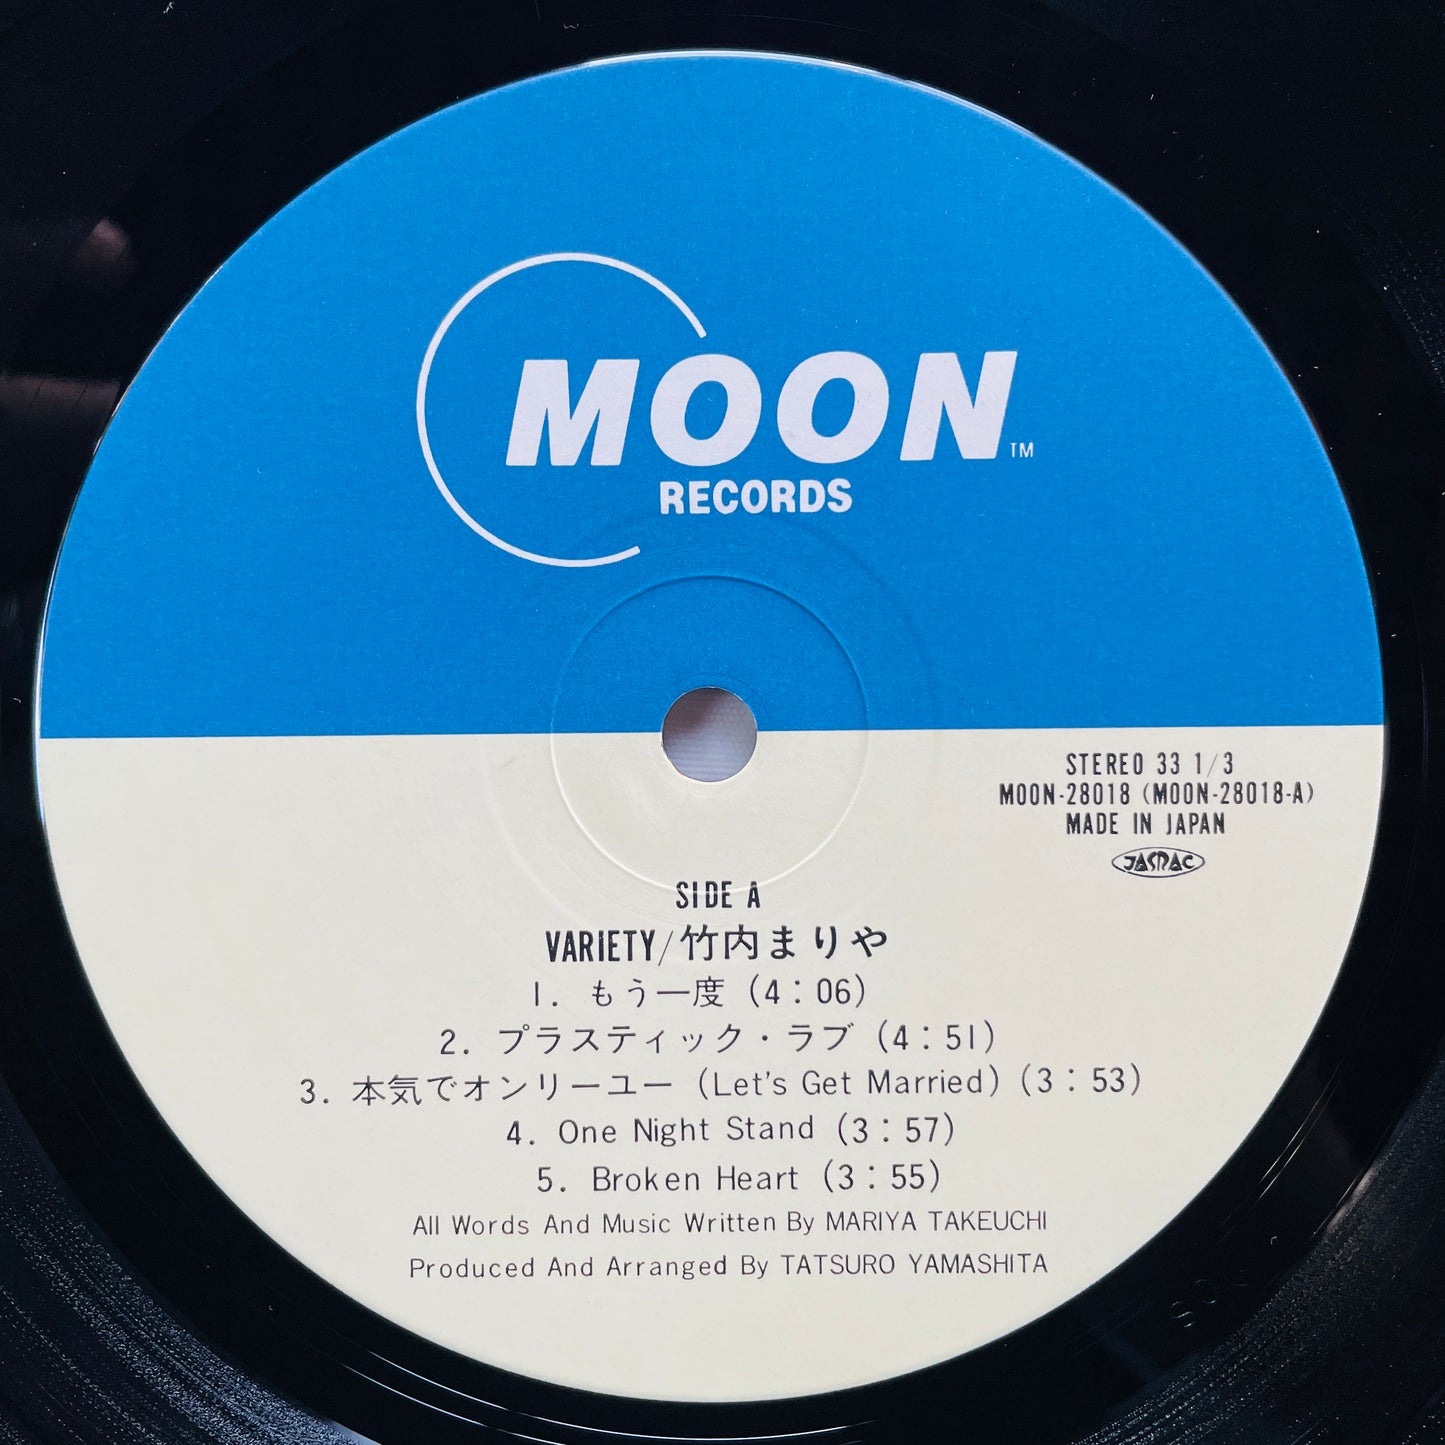 MOON™
RECORDS
STEREO 33 1/3
MOON-28018 (MOON-28018-A)
MADE IN JAPAN
JASRAC
SIDE A
VARIETY/竹内まりや
1. もう一度 (4:06)
2. プラスティック・ラブ (4:51)
3. 本気でオンリーユー (Let's Get Married) (3:53)
4. One Night Stand (3:57)
5. Broken Heart (3:55)
All Words And Music Written By MARIYA TAKEUCHI
Produced And Arranged By TATSURO YAMASHITA